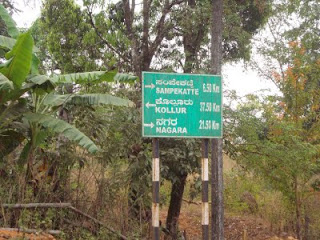 → ಸಂಪೆಕಟ್ಟೆ 6.50 Km
SAMPEKATTE
← ಕೊಲ್ಲೂರು 37.50 Km
KOLLUR
→ ನಗರ 21.50 Km
NAGARA